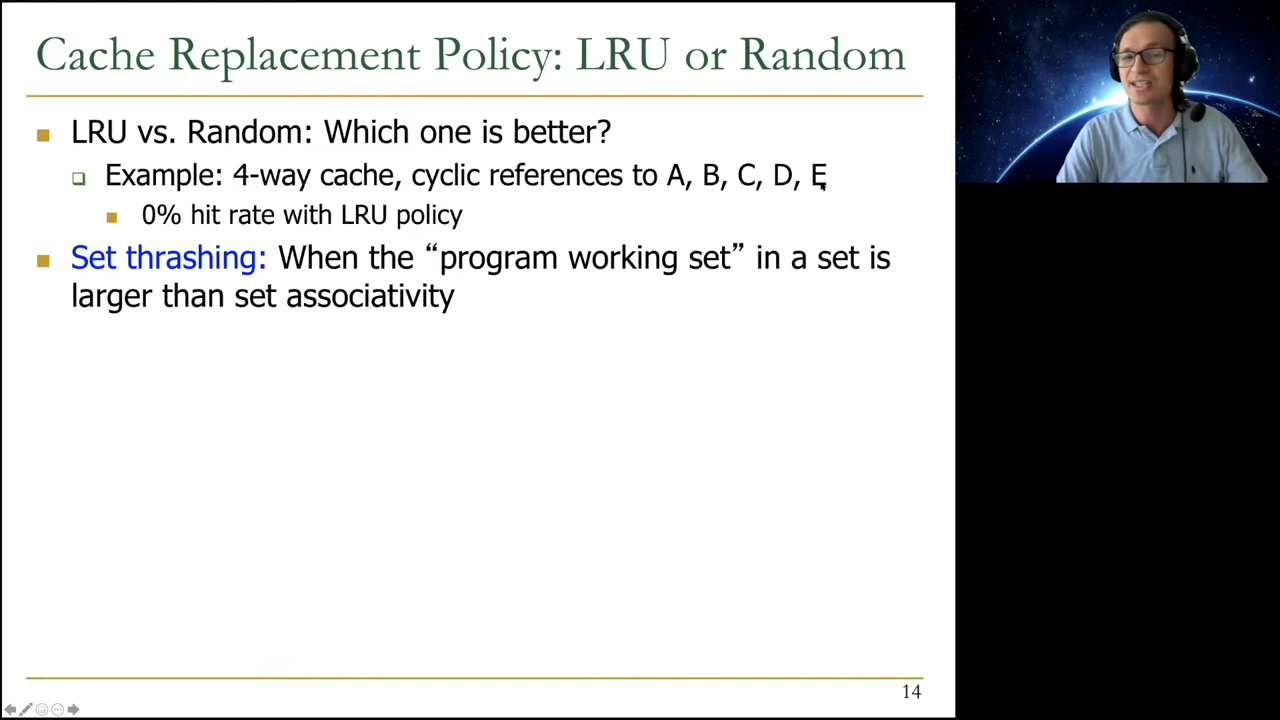 Cache Replacement Policy: LRU or Random
LRU vs. Random: Which one is better?
Example: 4-way cache, cyclic references to A, B, C, D, E
0% hit rate with LRU policy
Set thrashing: When the “program working set” in a set is
larger than set associativity
14